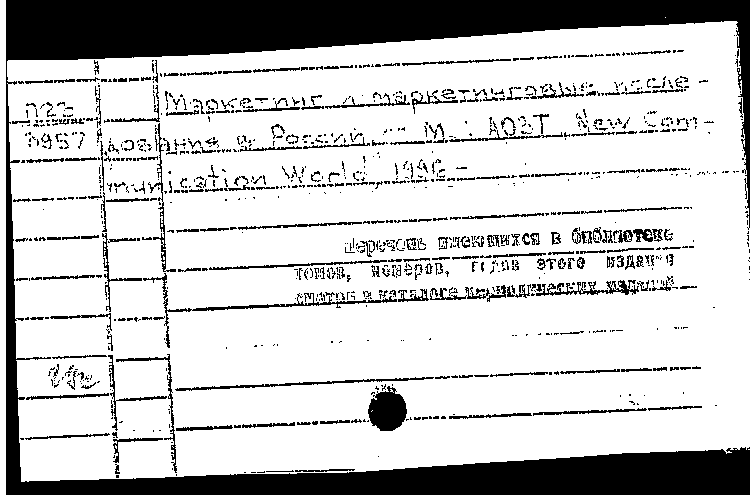 П23
П957
Маркетинг и маркетинговые иссле-
дования в России. — М.: АОЗТ "New Com-
munication World", 1996 -
Перечень имеющихся в библиотеке
томов, номеров, годов этого издания
смотри в каталоге периодических изданий